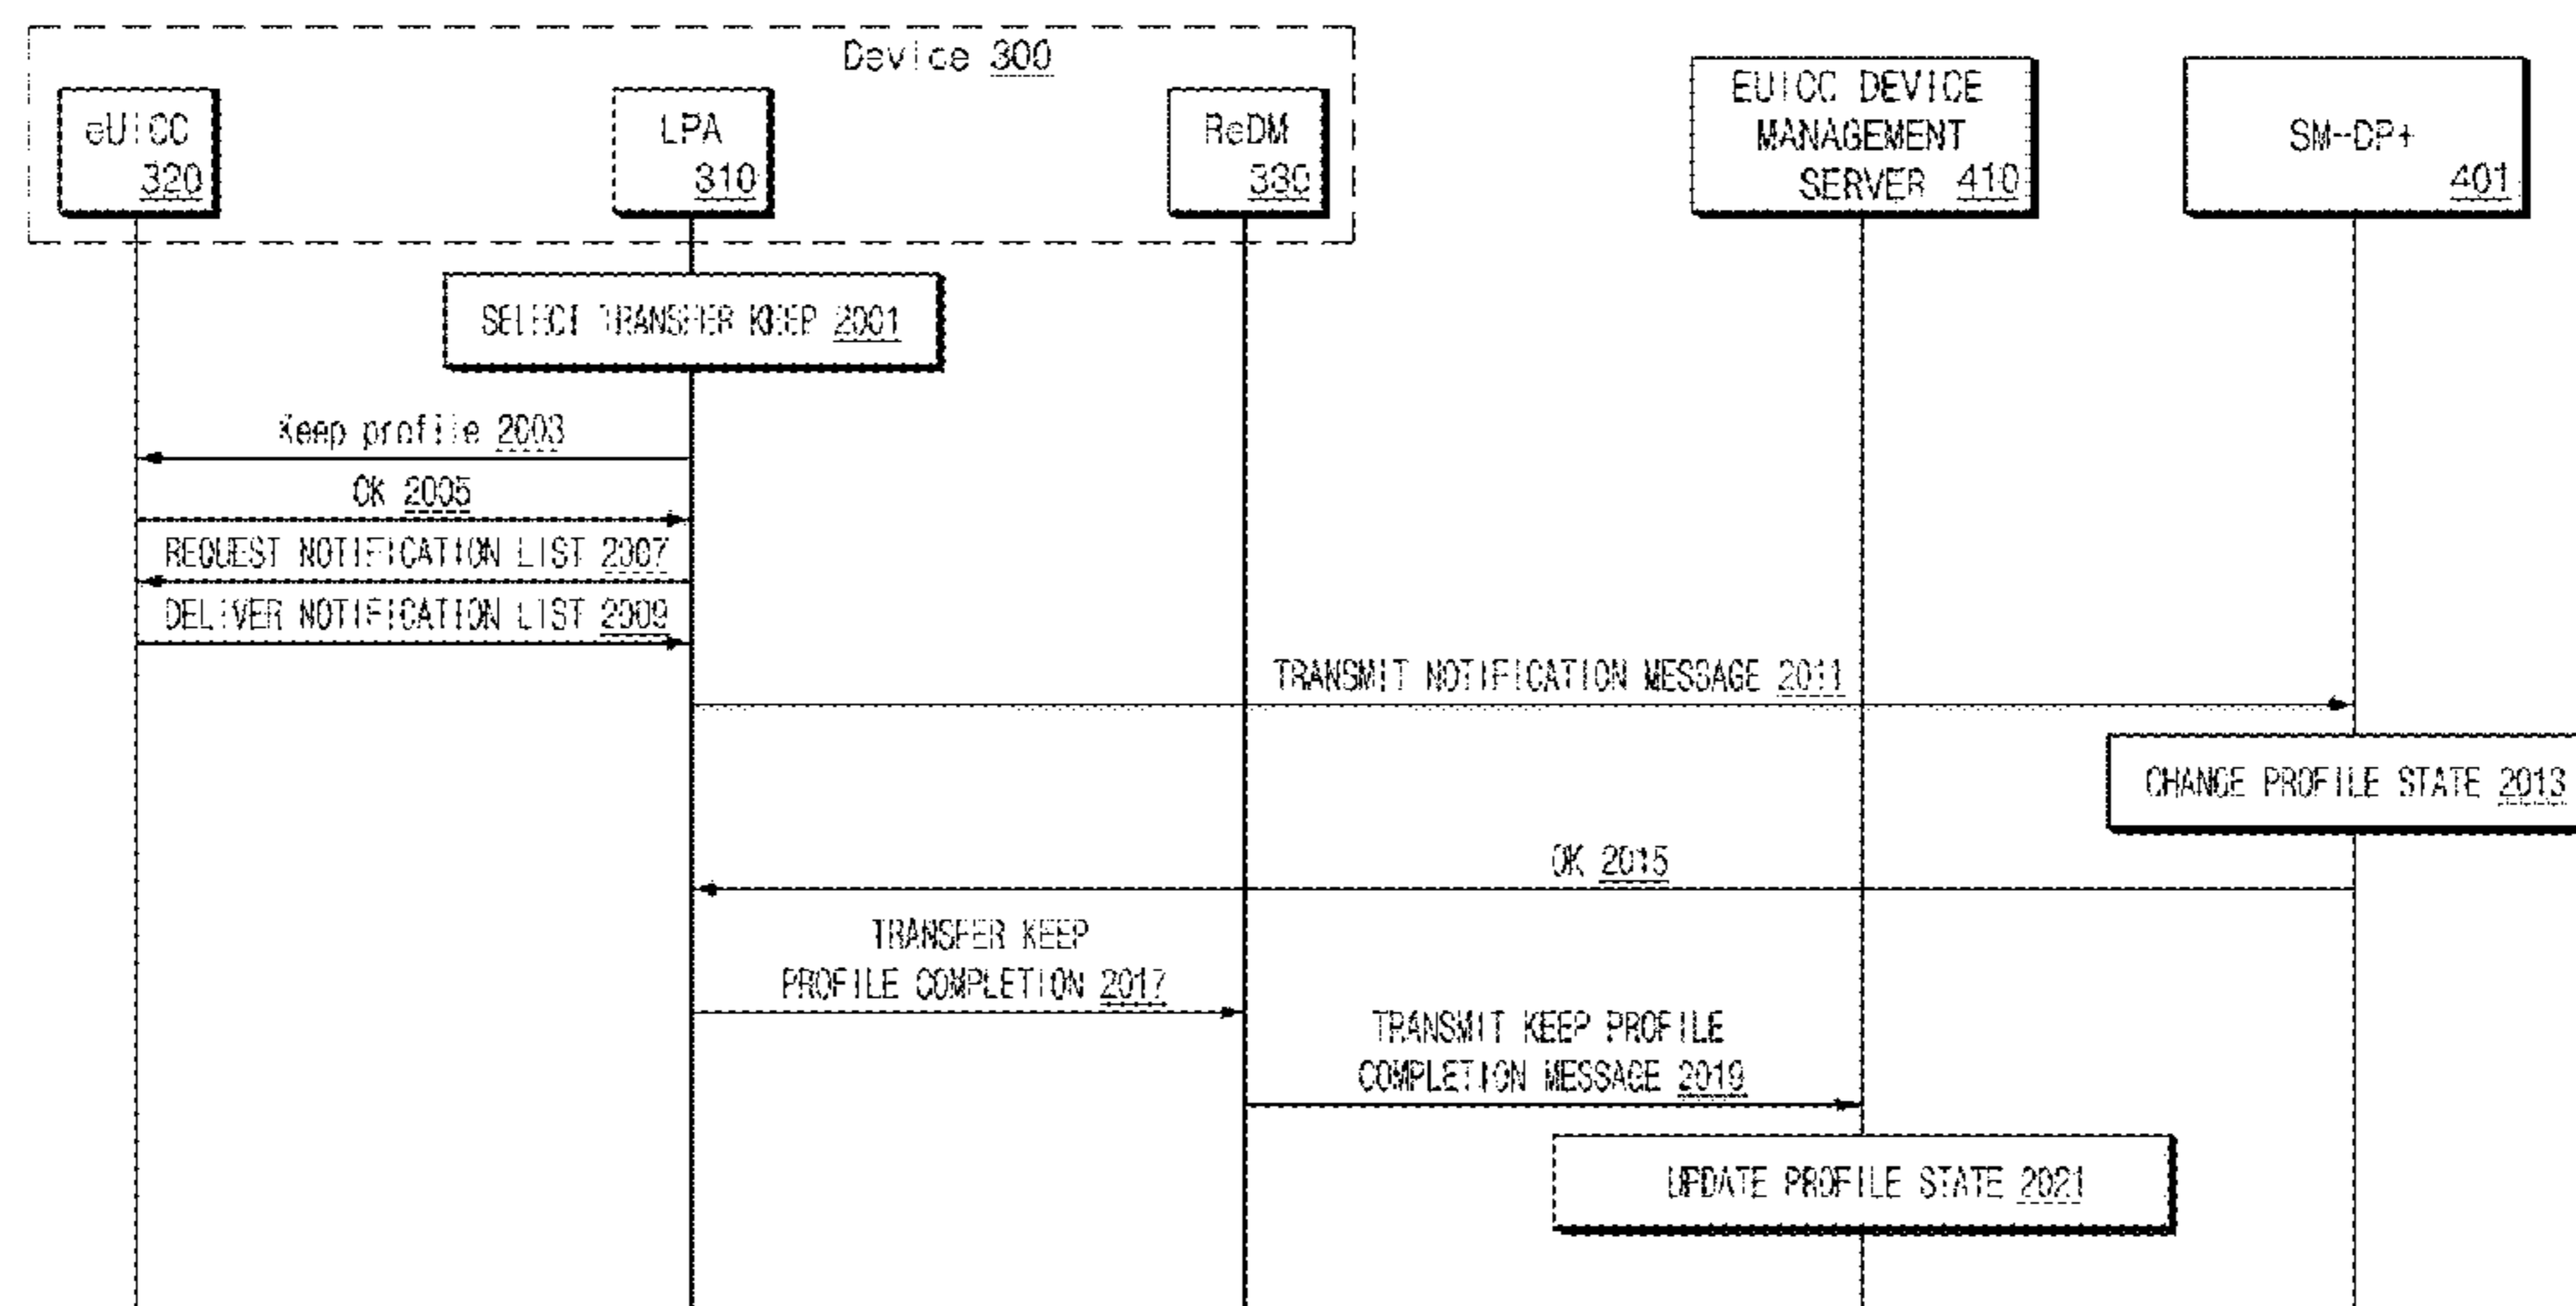 Device 300
eUICC
320
LPA
310
ReDM
330
EUICC DEVICE
MANAGEMENT
SERVER 410
SM-DP+
401
SELECT TRANSFER KEEP 2001
Keep profile 2003
OK 2005
REQUEST NOTIFICATION LIST 2007
DELIVER NOTIFICATION LIST 2009
TRANSMIT NOTIFICATION MESSAGE 2011
CHANGE PROFILE STATE 2013
OK 2015
TRANSFER KEEP
PROFILE COMPLETION 2017
TRANSMIT KEEP PROFILE
COMPLETION MESSAGE 2019
UPDATE PROFILE STATE 2021